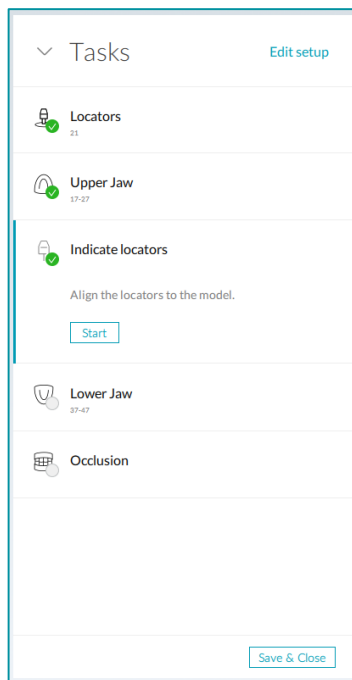 Tasks
Edit setup
Locators
21
Upper Jaw
17-27
Indicate locators
Align the locators to the model.
Start
Lower Jaw
37-47
Occlusion
Save & Close